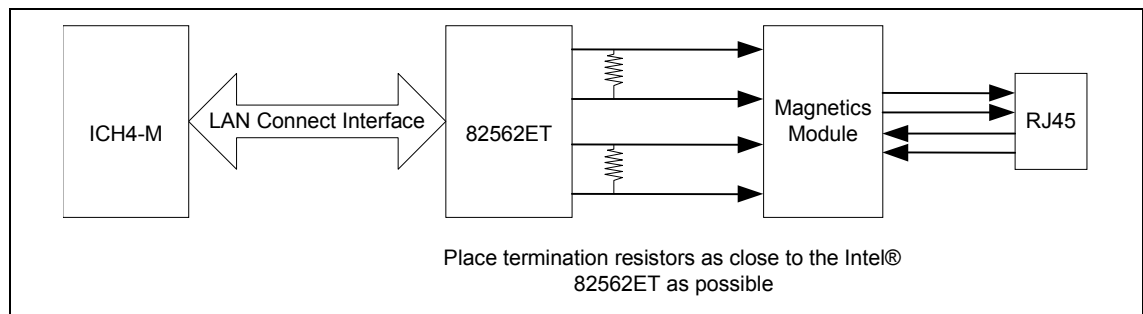 ICH4-M
LAN Connect Interface
82562ET
Magnetics
Module
RJ45
Place termination resistors as close to the Intel®
82562ET as possible